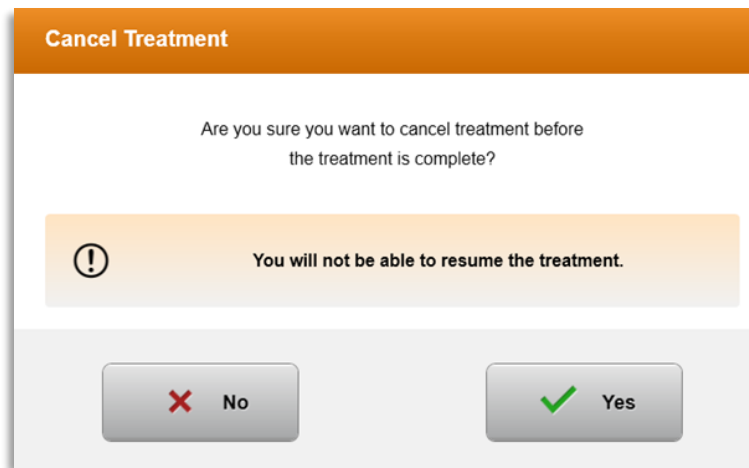 Cancel Treatment
Are you sure you want to cancel treatment before
the treatment is complete?
You will not be able to resume the treatment.
No
Yes